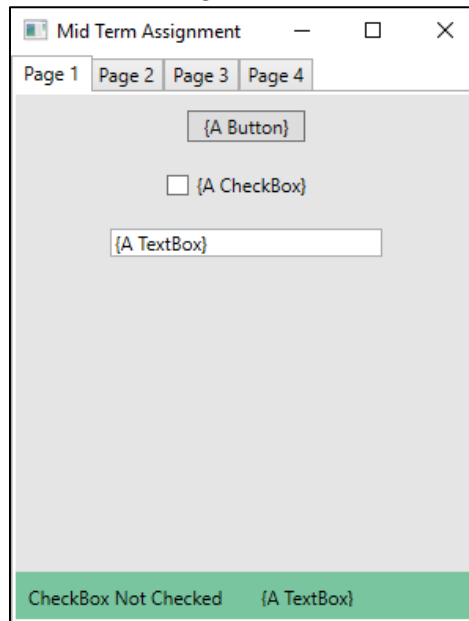 Mid Term Assignment
Page 1 Page 2 Page 3 Page 4
{A Button}
{A CheckBox}
{A TextBox}
CheckBox Not Checked {A TextBox}